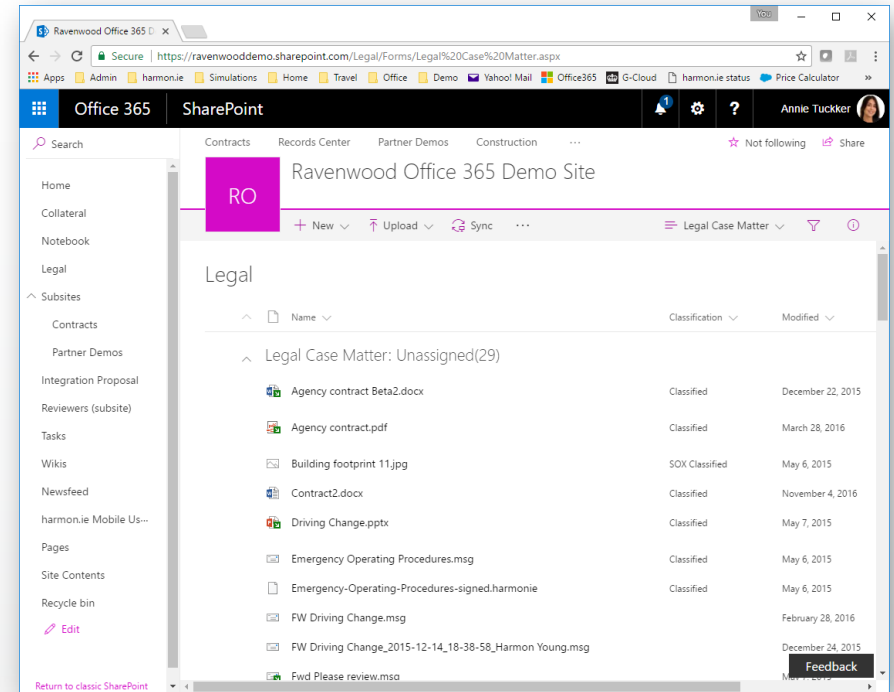 You
Ravenwood Office 365 D
Secure https://ravenwooddemo.sharepoint.com/Legal/Forms/Legal%20Case%20Matter.aspx
Apps Admin harmon.ie Simulations Home Travel Office Demo Yahoo! Mail Office365 G-Cloud harmon.ie status Price Calculator »
Office 365 SharePoint 1 ? Annie Tuckker
Search
Contracts Records Center Partner Demos Construction ... Not following Share
RO
Ravenwood Office 365 Demo Site
New Upload Sync ... Legal Case Matter
Home
Collateral
Notebook
Legal
Subsites
Contracts
Partner Demos
Integration Proposal
Reviewers (subsite)
Tasks
Wikis
Newsfeed
harmon.ie Mobile Us...
Pages
Site Contents
Recycle bin
Edit
Return to classic SharePoint
Legal
Name Classification Modified
Legal Case Matter: Unassigned(29)
Agency contract Beta2.docx Classified December 22, 2015
Agency contract.pdf Classified March 28, 2016
Building footprint 11.jpg SOX Classified May 6, 2015
Contract2.docx Classified November 4, 2016
Driving Change.pptx Classified May 7, 2015
Emergency Operating Procedures.msg Classified May 6, 2015
Emergency-Operating-Procedures-signed.harmonie Classified May 6, 2015
FW Driving Change.msg February 28, 2016
FW Driving Change_2015-12-14_18-38-58_Harmon Young.msg December 24, 2015
Fwd Please review.msg
Feedback